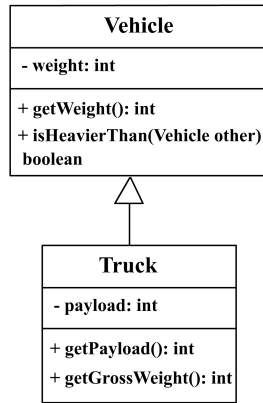 Vehicle
- weight: int
+ getWeight(): int
+ isHeavierThan(Vehicle other)
boolean
Truck
- payload: int
+ getPayload(): int
+ getGrossWeight(): int